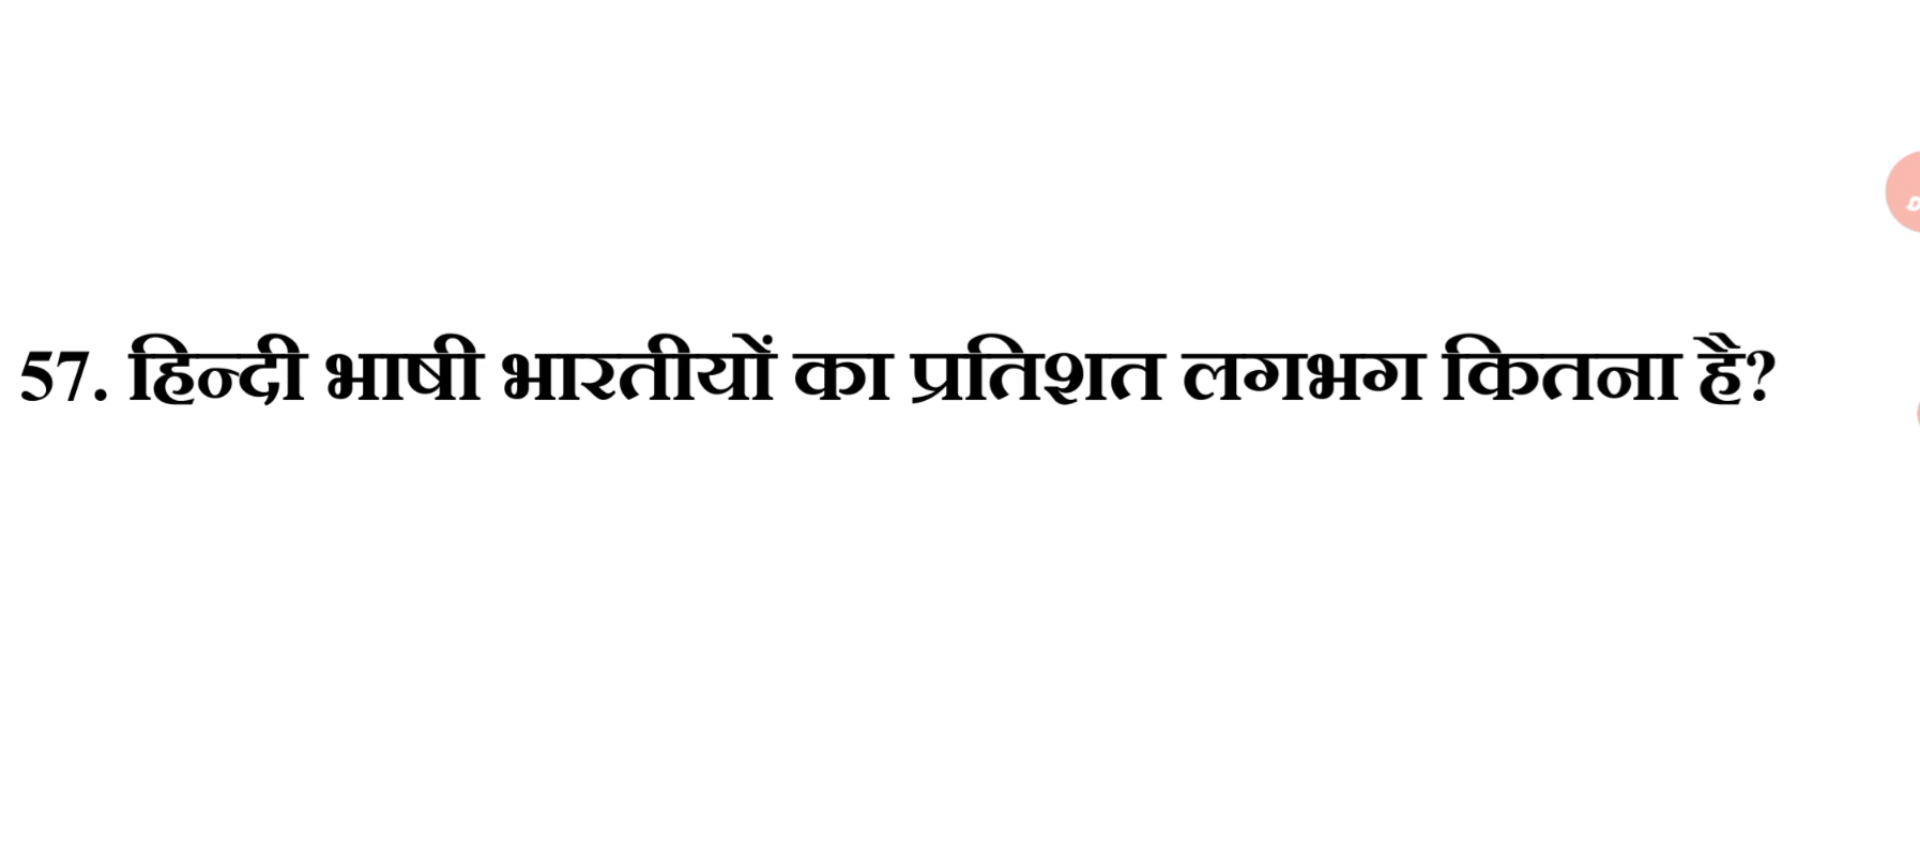 57. हिन्दी भाषी भारतीयों का प्रतिशत लगभग कितना है?